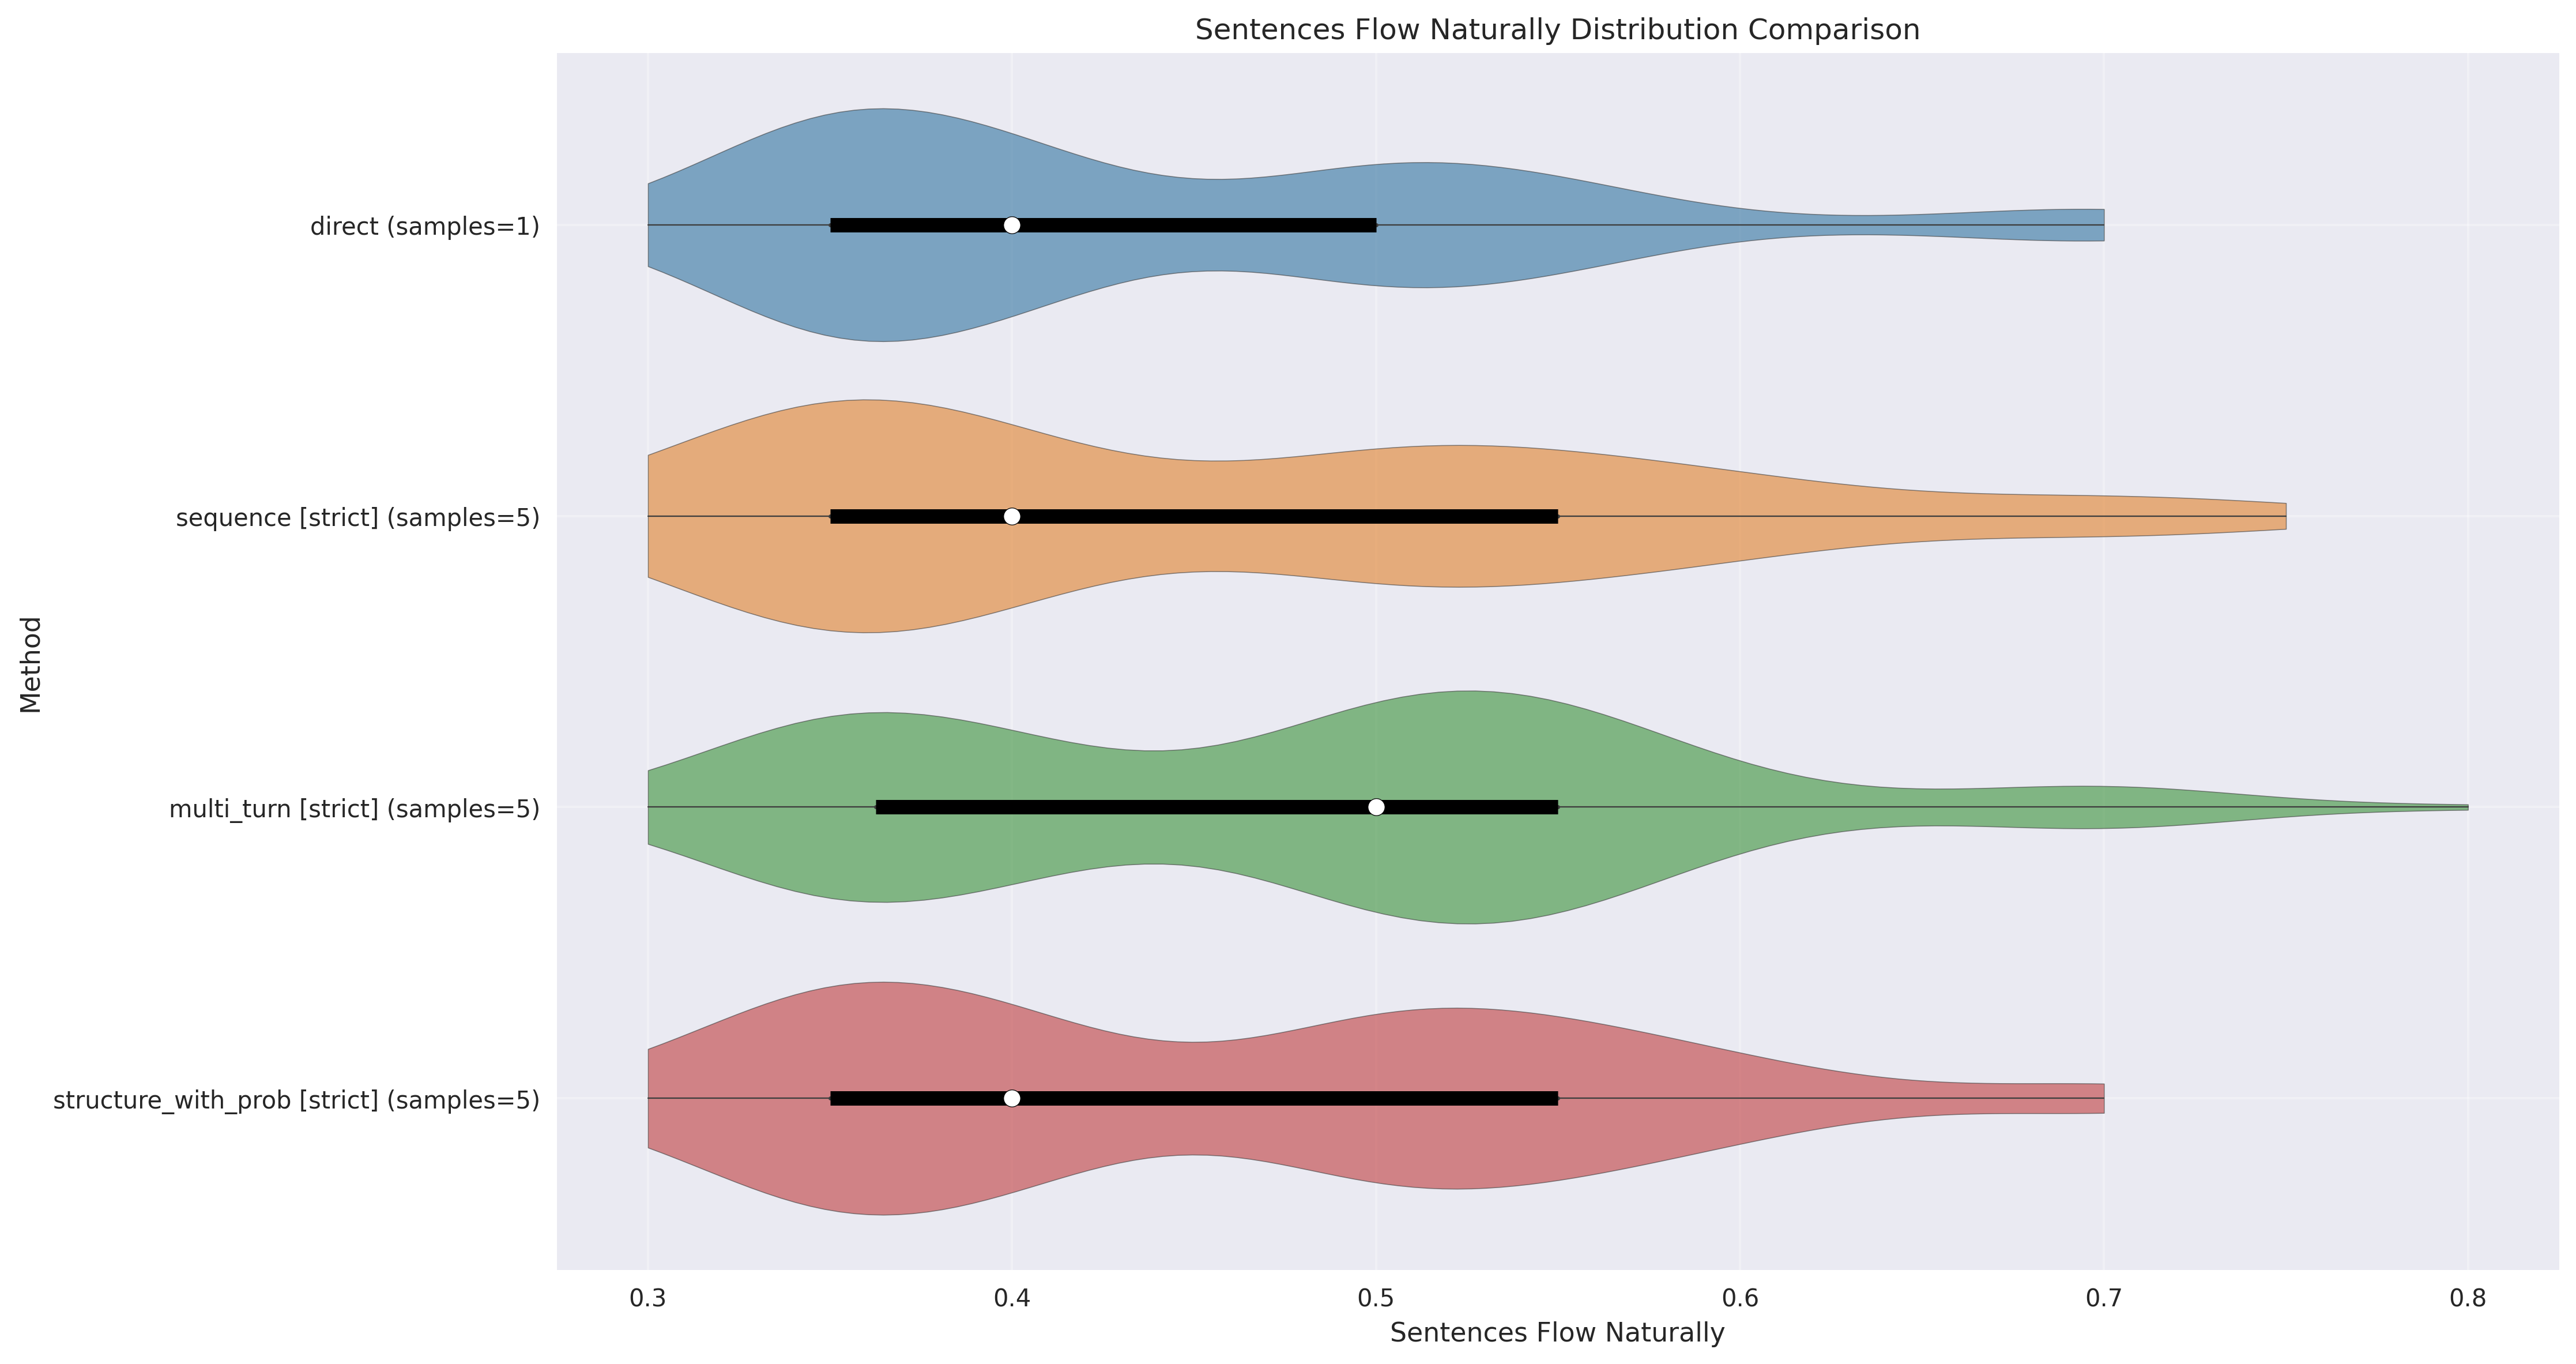 Sentences Flow Naturally Distribution Comparison
Method
direct (samples=1)
sequence [strict] (samples=5)
multi_turn [strict] (samples=5)
structure_with_prob [strict] (samples=5)
0.3 0.4 0.5 0.6 0.7 0.8
Sentences Flow Naturally